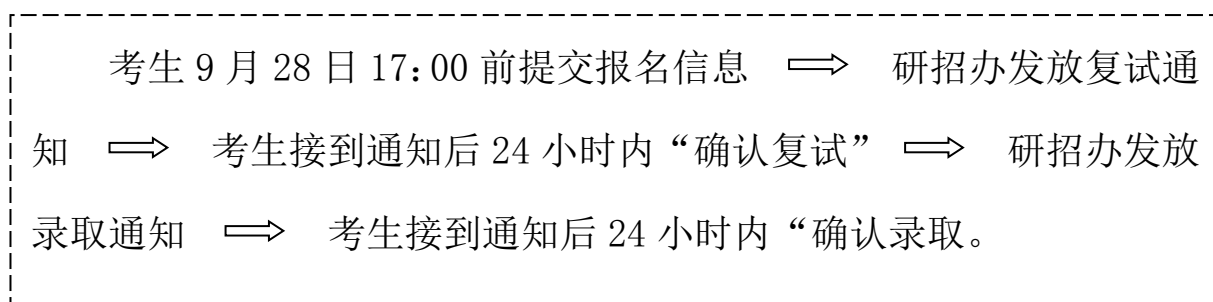 考生 9 月 28 日 17:00 前提交报名信息 ⇒ 研招办发放复试通
知 ⇒ 考生接到通知后 24 小时内“确认复试” ⇒ 研招办发放
录取通知 ⇒ 考生接到通知后 24 小时内“确认录取。